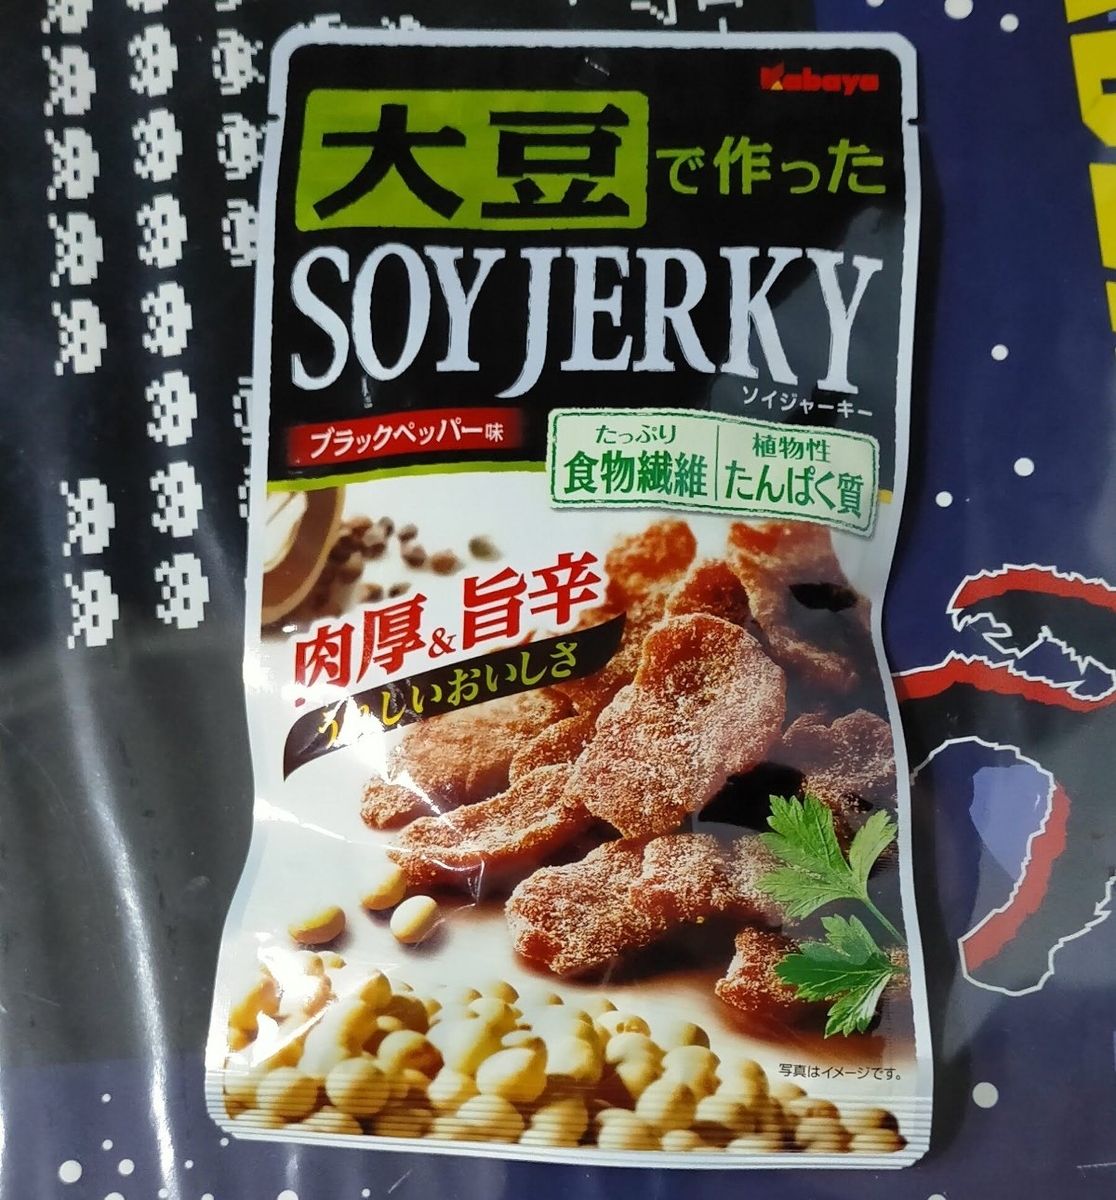 Kabaya
大豆で作った
SOY JERKY
ソイジャーキー
ブラックペッパー味
たっぷり
食物繊維
植物性
たんぱく質
肉厚&旨辛
うれしいおいしさ
写真はイメージです。